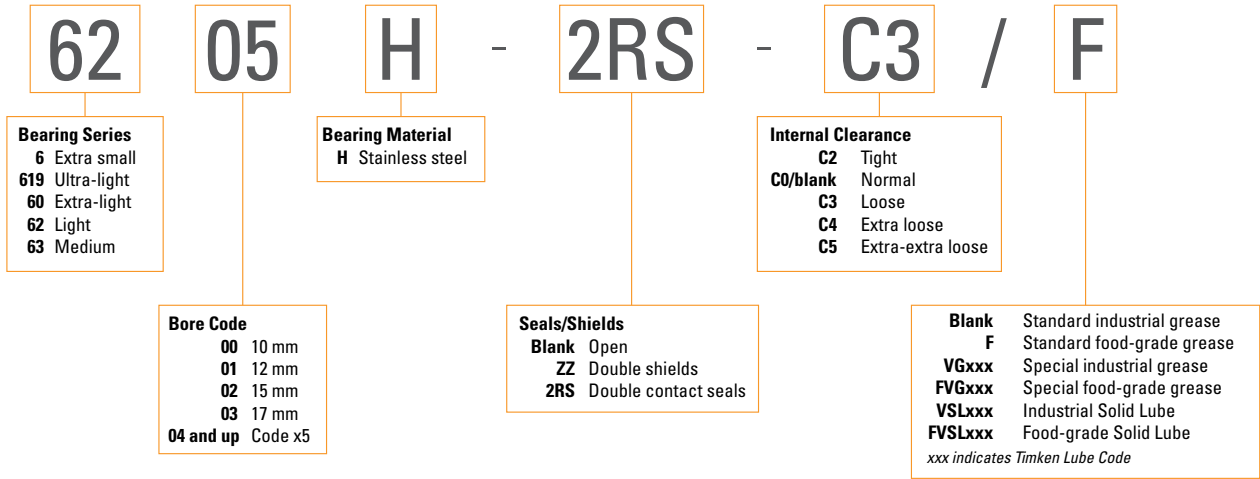 62 05 H - 2RS - C3 / F
Bearing Series
6 Extra small
619 Ultra-light
60 Extra-light
62 Light
63 Medium
Bearing Material
H Stainless steel
Internal Clearance
C2 Tight
C0/blank Normal
C3 Loose
C4 Extra loose
C5 Extra-extra loose
Bore Code
00 10 mm
01 12 mm
02 15 mm
03 17 mm
04 and up Code x5
Seals/Shields
Blank Open
ZZ Double shields
2RS Double contact seals
Blank Standard industrial grease
F Standard food-grade grease
VGxxx Special industrial grease
FVGxxx Special food-grade grease
VSLxxx Industrial Solid Lube
FVSLxxx Food-grade Solid Lube
xxx indicates Timken Lube Code